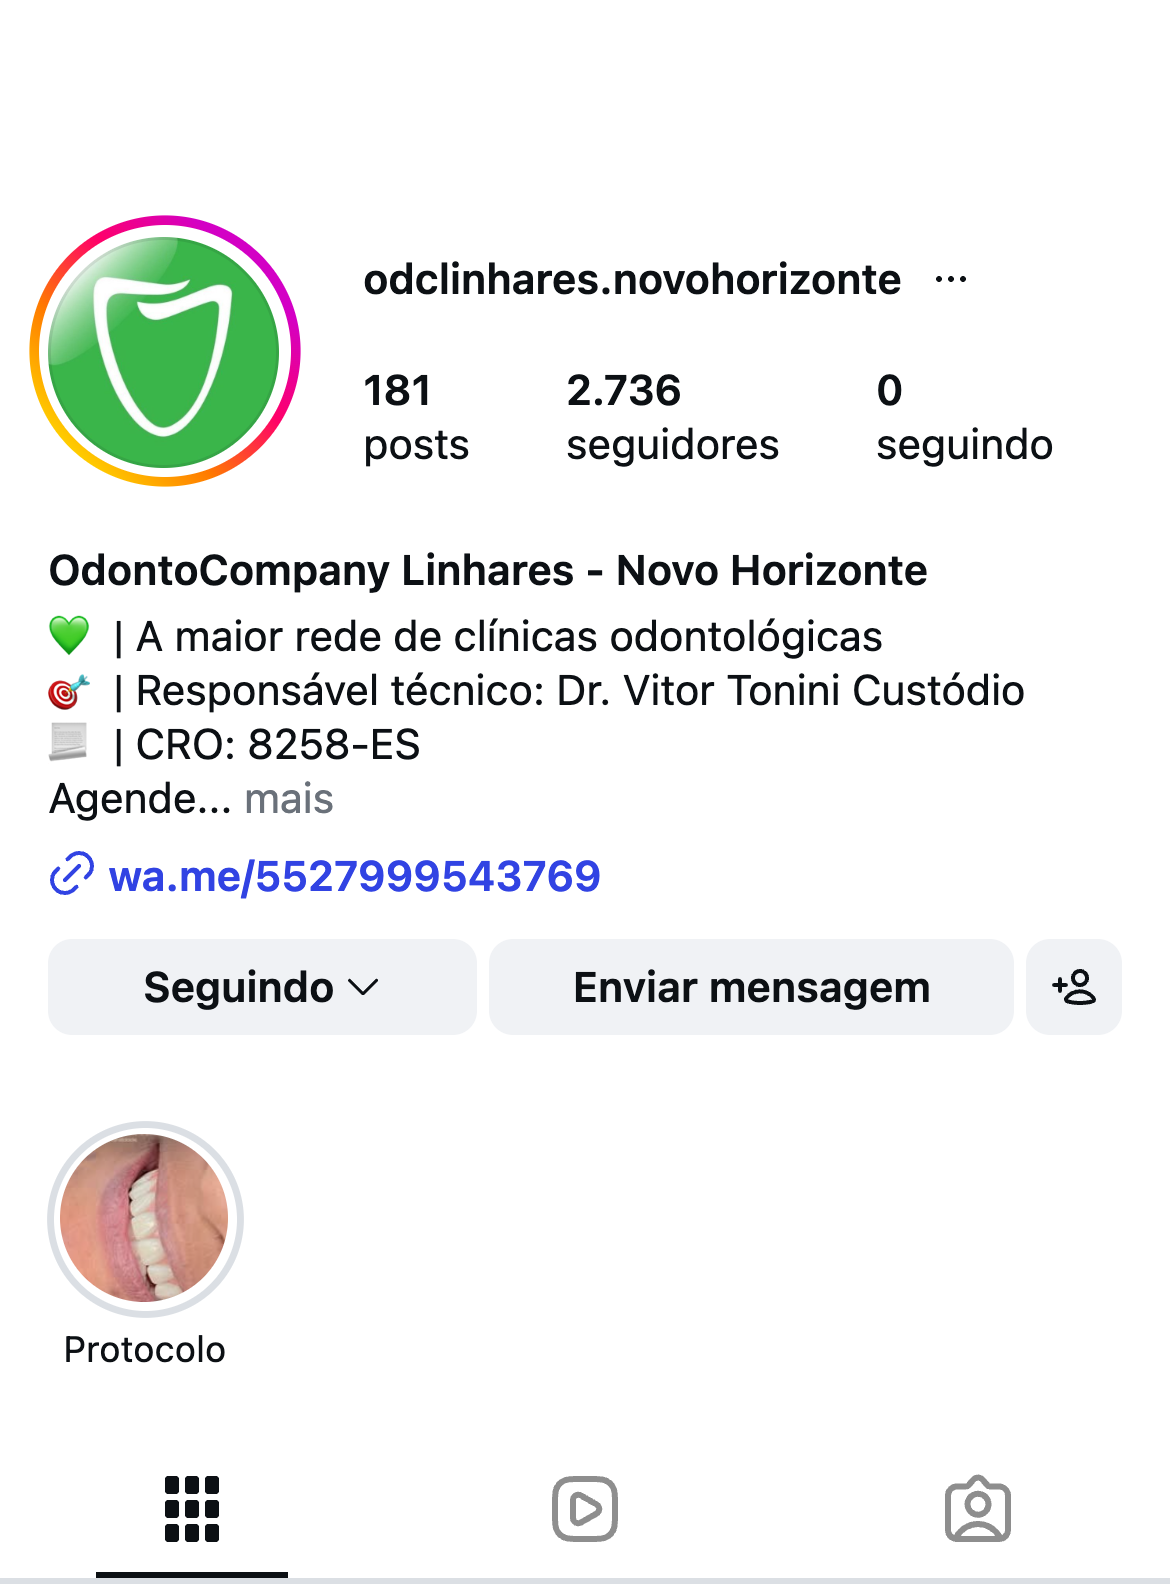 odclinhares.novohorizonte
181 2.736 0
posts seguidores seguindo
OdontoCompany Linhares - Novo Horizonte
💚 | A maior rede de clínicas odontológicas
🎯 | Responsável técnico: Dr. Vitor Tonini Custódio
📃 | CRO: 8258-ES
Agende... mais
wa.me/5527999543769
Seguindo Enviar mensagem
Protocolo